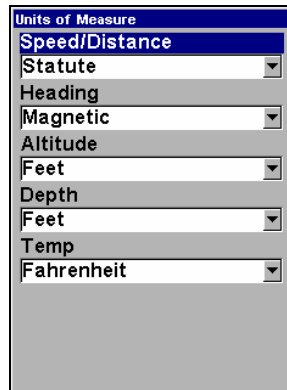 Units of Measure
Speed/Distance
Statute
Heading
Magnetic
Altitude
Feet
Depth
Feet
Temp
Fahrenheit